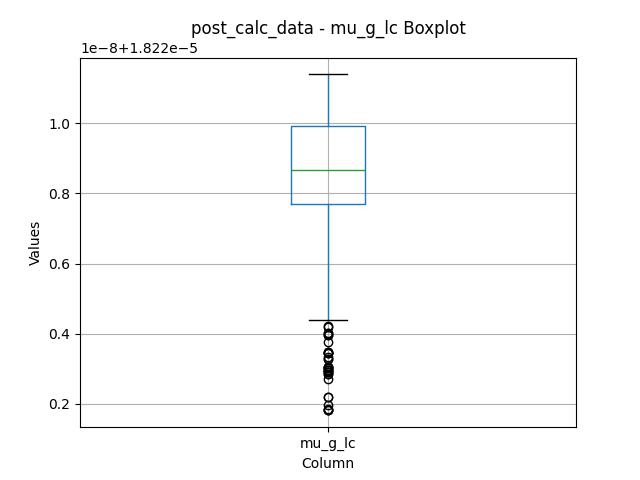 post_calc_data - mu_g_lc Boxplot
1e−8+1.822e−5
1.0
0.8
0.6
0.4
0.2
Values
mu_g_lc
Column